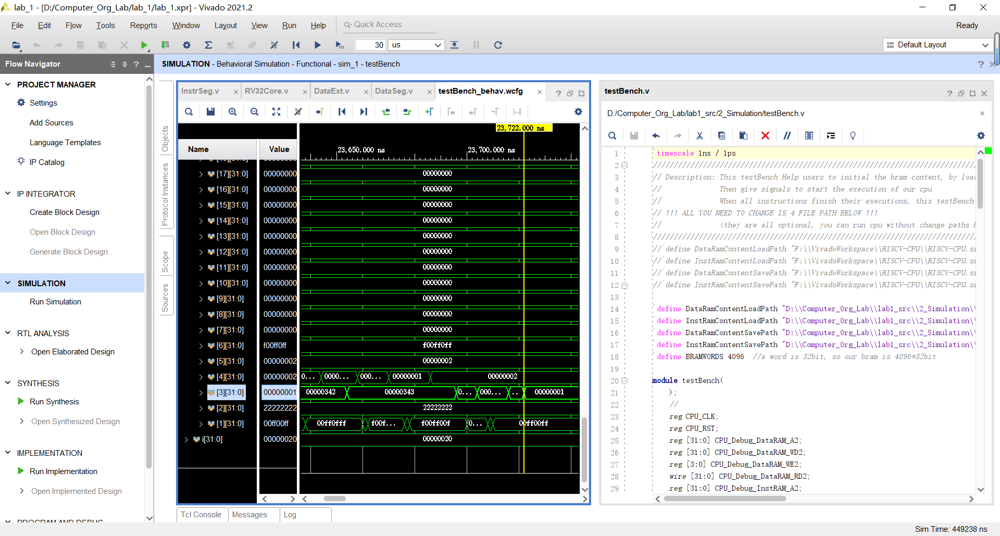 lab_1 - [D:/Computer_Org_Lab/lab_1/lab_1.xpr] - Vivado 2021.2
File Edit Flow Tools Reports Window Layout View Run Help Quick Access Ready
30 us Default Layout
Flow Navigator
SIMULATION - Behavioral Simulation - Functional - sim_1 - testBench
PROJECT MANAGER
Settings
Add Sources
Language Templates
IP Catalog
IP INTEGRATOR
Create Block Design
Open Block Design
Generate Block Design
SIMULATION
Run Simulation
RTL ANALYSIS
Open Elaborated Design
SYNTHESIS
Run Synthesis
Open Synthesized Design
IMPLEMENTATION
Run Implementation
Open Implemented Design
PROGRAM AND DEBUG
Objects
Protocol Instances
Scope
Sources
InstrSeg.v RV32Core.v DataExt.v DataSeg.v testBench_behav.wcfg
23,722.000 ns
Name Value 23,650.000 ns 23,700.000 ns
[17][31:0] 00000000 00000000
[16][31:0] 00000000 00000000
[15][31:0] 00000000 00000000
[14][31:0] 00000000 00000000
[13][31:0] 00000000 00000000
[12][31:0] 00000000 00000000
[11][31:0] 00000000 00000000
[10][31:0] 00000000 00000000
[9][31:0] 00000000 00000000
[8][31:0] 00000000 00000000
[7][31:0] 00000000 00000000
[6][31:0] f00ff0ff f00ff0ff
[5][31:0] 00000002 00000002
[4][31:0] 00000002 0... 0000... 000... 00000001 00000002
[3][31:0] 00000001 00000342 00000343 0... 000... .. 00000001
[2][31:0] 22222222 22222222
[1][31:0] 00ff00ff 00ff0fff f00f... f00ff00f 0... 00ff00ff
i[31:0] 00000020 00000020
Tcl Console Messages Log
testBench.v
D:/Computer_Org_Lab/lab1_src/2_Simulation/testBench.v
1 `timescale 1ns / 1ps
2 ////////////////////////////////////////////////////////////////////////////////
3 // Description: This testBench Help users to initial the bram content, by loa
4 // Then give signals to start the execution of our cpu
5 // When all instructions finish their executions, this testBench
6 // !!! ALL YOU NEED TO CHANGE IS 4 FILE PATH BELOW !!!
7 // (they are all optional, you can run cpu without change paths
8 ////////////////////////////////////////////////////////////////////////////////
9 //`define DataRamContentLoadPath "F:\\VivadoWorkspace\\RISCV-CPU\\RISCV-CPU.s
10 //`define InstRamContentLoadPath "F:\\VivadoWorkspace\\RISCV-CPU\\RISCV-CPU.s
11 //`define DataRamContentSavePath "F:\\VivadoWorkspace\\RISCV-CPU\\RISCV-CPU.s
12 //`define InstRamContentSavePath "F:\\VivadoWorkspace\\RISCV-CPU\\RISCV-CPU.s
13
14 `define DataRamContentLoadPath "D:\\Computer_Org_Lab\\lab1_src\\2_Simulation\\
15 `define InstRamContentLoadPath "D:\\Computer_Org_Lab\\lab1_src\\2_Simulation\\
16 `define DataRamContentSavePath "D:\\Computer_Org_Lab\\lab1_src\\2_Simulation\\
17 `define InstRamContentSavePath "D:\\Computer_Org_Lab\\lab1_src\\2_Simulation\\
18 `define BRAMWORDS 4096 //a word is 32bit, so our bram is 4096*32bit
19
20 module testBench(
21 );
22 //
23 reg CPU_CLK;
24 reg CPU_RST;
25 reg [31:0] CPU_Debug_DataRAM_A2;
26 reg [31:0] CPU_Debug_DataRAM_WD2;
27 reg [3:0] CPU_Debug_DataRAM_WE2;
28 wire [31:0] CPU_Debug_DataRAM_RD2;
29 reg [31:0] CPU_Debug_InstRAM_A2;
Sim Time: 449238 ns